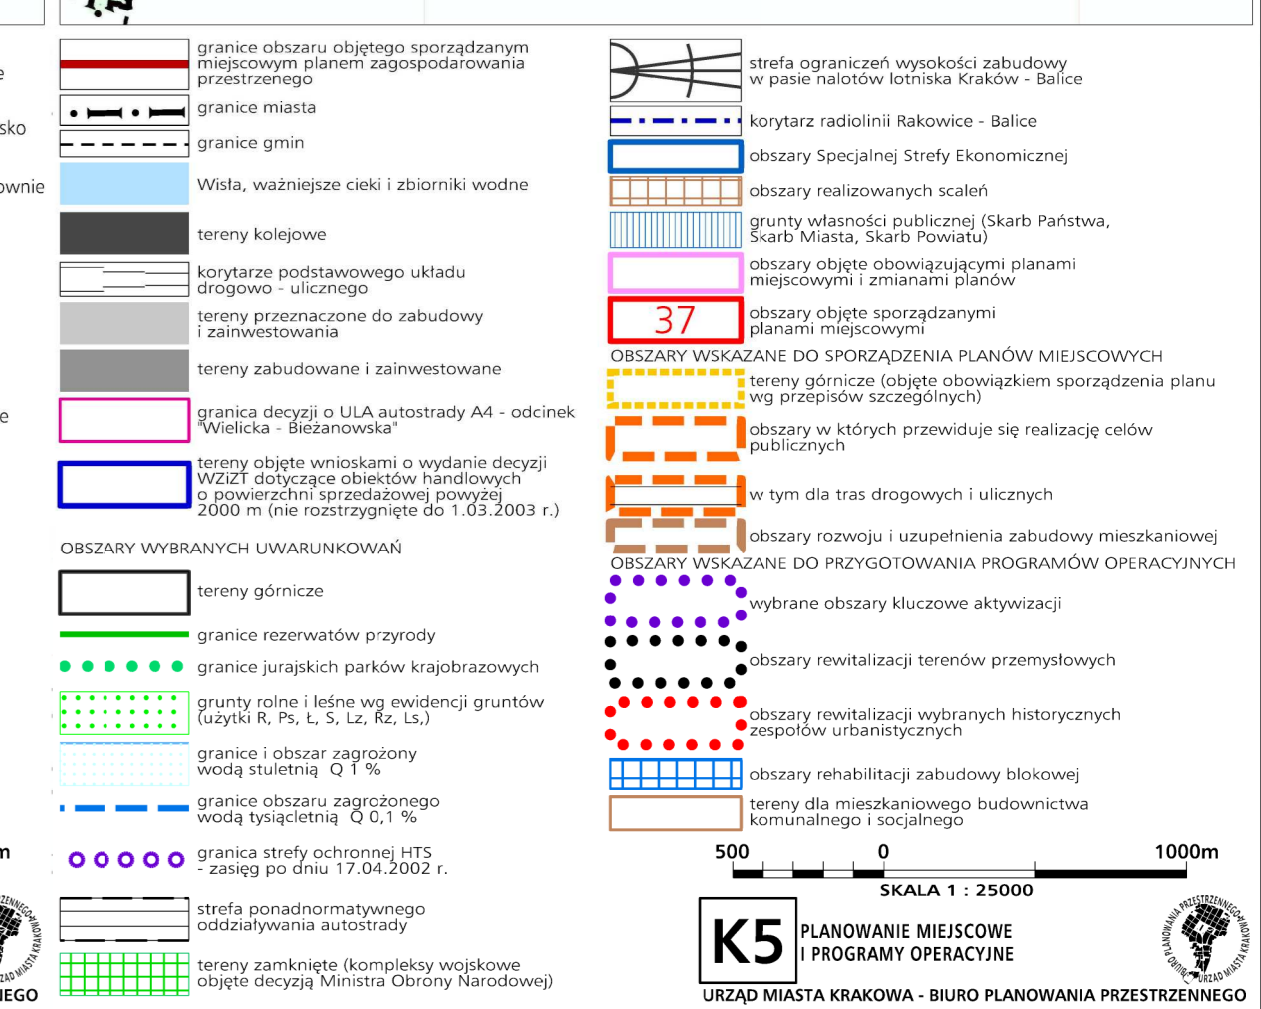 granice obszaru objętego sporządzanym
miejscowym planem zagospodarowania
przestrzenego
granice miasta
granice gmin
Wisła, ważniejsze cieki i zbiorniki wodne
tereny kolejowe
korytarze podstawowego układu
drogowo - ulicznego
tereny przeznaczone do zabudowy
i zainwestowania
tereny zabudowane i zainwestowane
granica decyzji o ULA autostrady A4 - odcinek
"Wielicka - Bieżanowska"
tereny objęte wnioskami o wydanie decyzji
WZiZT dotyczące obiektów handlowych
o powierzchni sprzedażowej powyżej
2000 m (nie rozstrzygnięte do 1.03.2003 r.)
OBSZARY WYBRANYCH UWARUNKOWAŃ
tereny górnicze
granice rezerwatów przyrody
granice jurajskich parków krajobrazowych
grunty rolne i leśne wg ewidencji gruntów
(użytki R, Ps, Ł, S, Lz, Rz, Ls,)
granice i obszar zagrożony
wodą stuletnią Q 1 %
granice obszaru zagrożonego
wodą tysiącletnią Q 0,1 %
granica strefy ochronnej HTS
- zasięg po dniu 17.04.2002 r.
strefa ponadnormatywnego
oddziaływania autostrady
tereny zamknięte (kompleksy wojskowe
objęte decyzją Ministra Obrony Narodowej)
strefa ograniczeń wysokości zabudowy
w pasie nalotów lotniska Kraków - Balice
korytarz radiolinii Rakowice - Balice
obszary Specjalnej Strefy Ekonomicznej
obszary realizowanych scaleń
grunty własności publicznej (Skarb Państwa,
Skarb Miasta, Skarb Powiatu)
obszary objęte obowiązującymi planami
miejscowymi i zmianami planów
37
obszary objęte sporządzanymi
planami miejscowymi
OBSZARY WSKAZANE DO SPORZĄDZENIA PLANÓW MIEJSCOWYCH
tereny górnicze (objęte obowiązkiem sporządzenia planu
wg przepisów szczególnych)
obszary w których przewiduje się realizację celów
publicznych
w tym dla tras drogowych i ulicznych
obszary rozwoju i uzupełnienia zabudowy mieszkaniowej
OBSZARY WSKAZANE DO PRZYGOTOWANIA PROGRAMÓW OPERACYJNYCH
wybrane obszary kluczowe aktywizacji
obszary rewitalizacji terenów przemysłowych
obszary rewitalizacji wybranych historycznych
zespołów urbanistycznych
obszary rehabilitacji zabudowy blokowej
tereny dla mieszkaniowego budownictwa
komunalnego i socjalnego
500 0 1000m
SKALA 1 : 25000
K5
PLANOWANIE MIEJSCOWE
I PROGRAMY OPERACYJNE
BIURO PLANOWANIA PRZESTRZENNEGO
URZĄD MIASTA KRAKOWA
URZĄD MIASTA KRAKOWA - BIURO PLANOWANIA PRZESTRZENNEGO